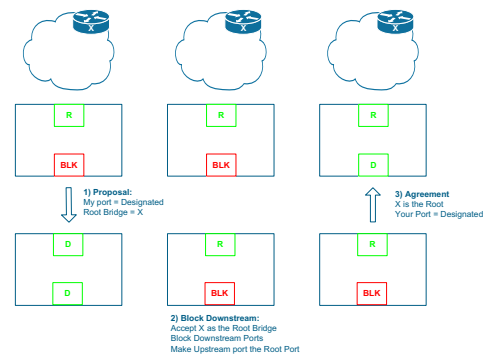 X X X
R R R
BLK BLK D
1) Proposal:
My port = Designated
Root Bridge = X
3) Agreement
X is the Root
Your Port = Designated
D R R
D BLK BLK
2) Block Downstream:
Accept X as the Root Bridge
Block Downstream Ports
Make Upstream port the Root Port